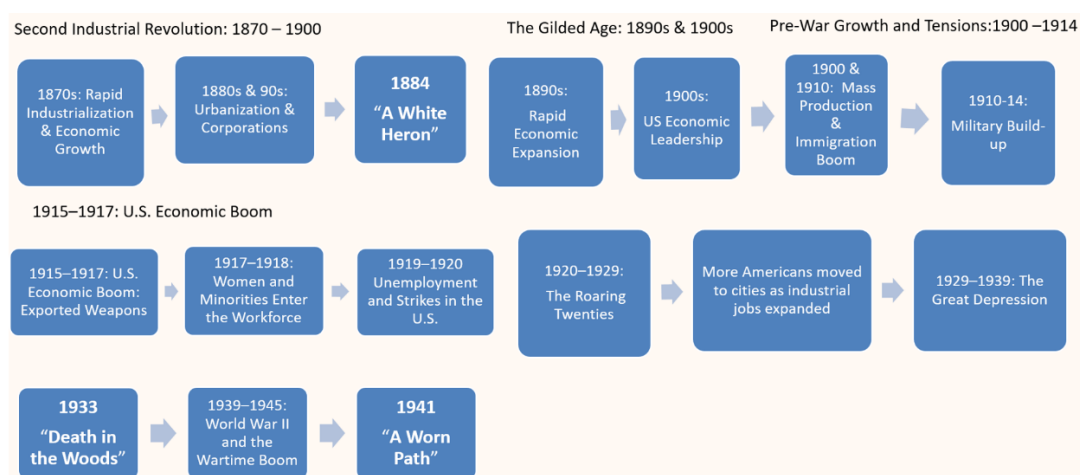 Second Industrial Revolution: 1870 – 1900
The Gilded Age: 1890s & 1900s
Pre-War Growth and Tensions:1900 –1914
1870s: Rapid
Industrialization
& Economic
Growth
1880s & 90s:
Urbanization &
Corporations
1884
“A White
Heron”
1890s:
Rapid
Economic
Expansion
1900s:
US Economic
Leadership
1900 &
1910: Mass
Production
&
Immigration
Boom
1910-14:
Military Build-
up
1915–1917: U.S. Economic Boom
1915–1917: U.S.
Economic Boom:
Exported Weapons
1917–1918:
Women and
Minorities Enter
the Workforce
1919–1920
Unemployment
and Strikes in the
U.S.
1920–1929:
The Roaring
Twenties
More Americans moved
to cities as industrial
jobs expanded
1929–1939: The
Great Depression
1933
“Death in
the Woods”
1939–1945:
World War II
and the
Wartime Boom
1941
“A Worn
Path”